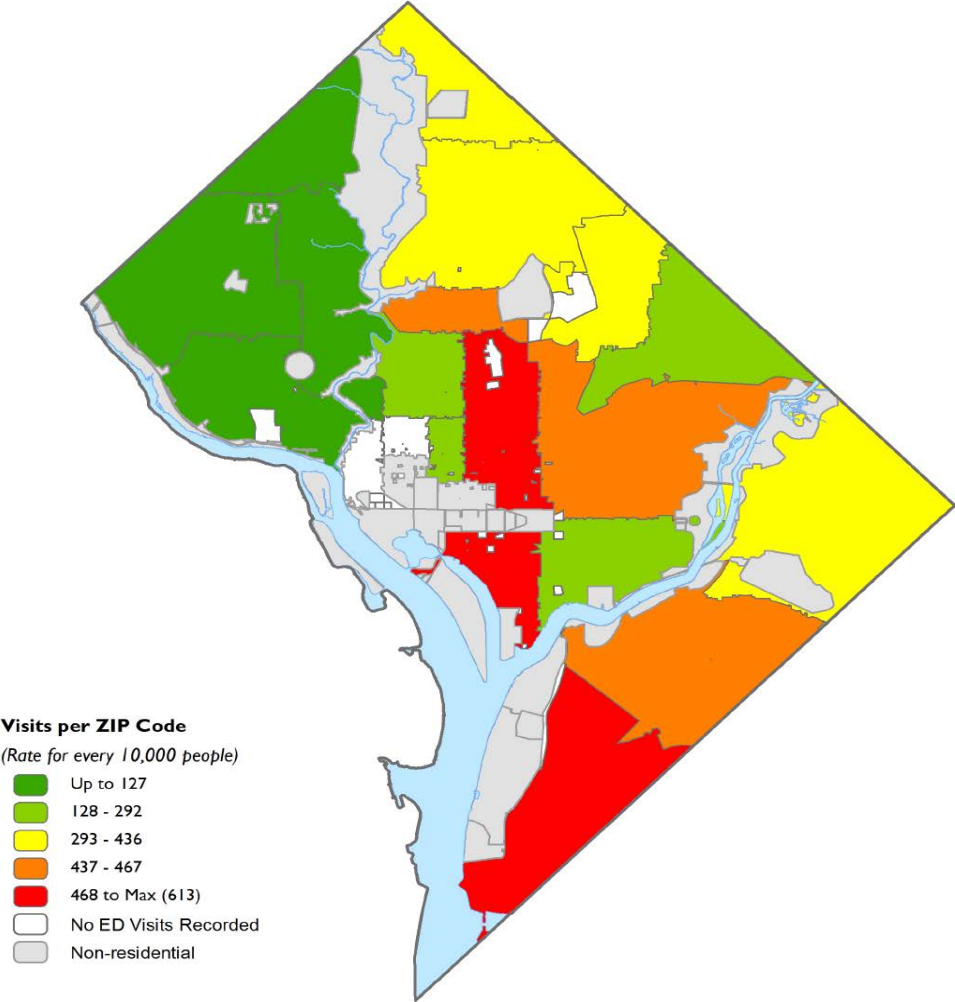 Visits per ZIP Code
(Rate for every 10,000 people)
Up to 127
128 - 292
293 - 436
437 - 467
468 to Max (613)
No ED Visits Recorded
Non-residential